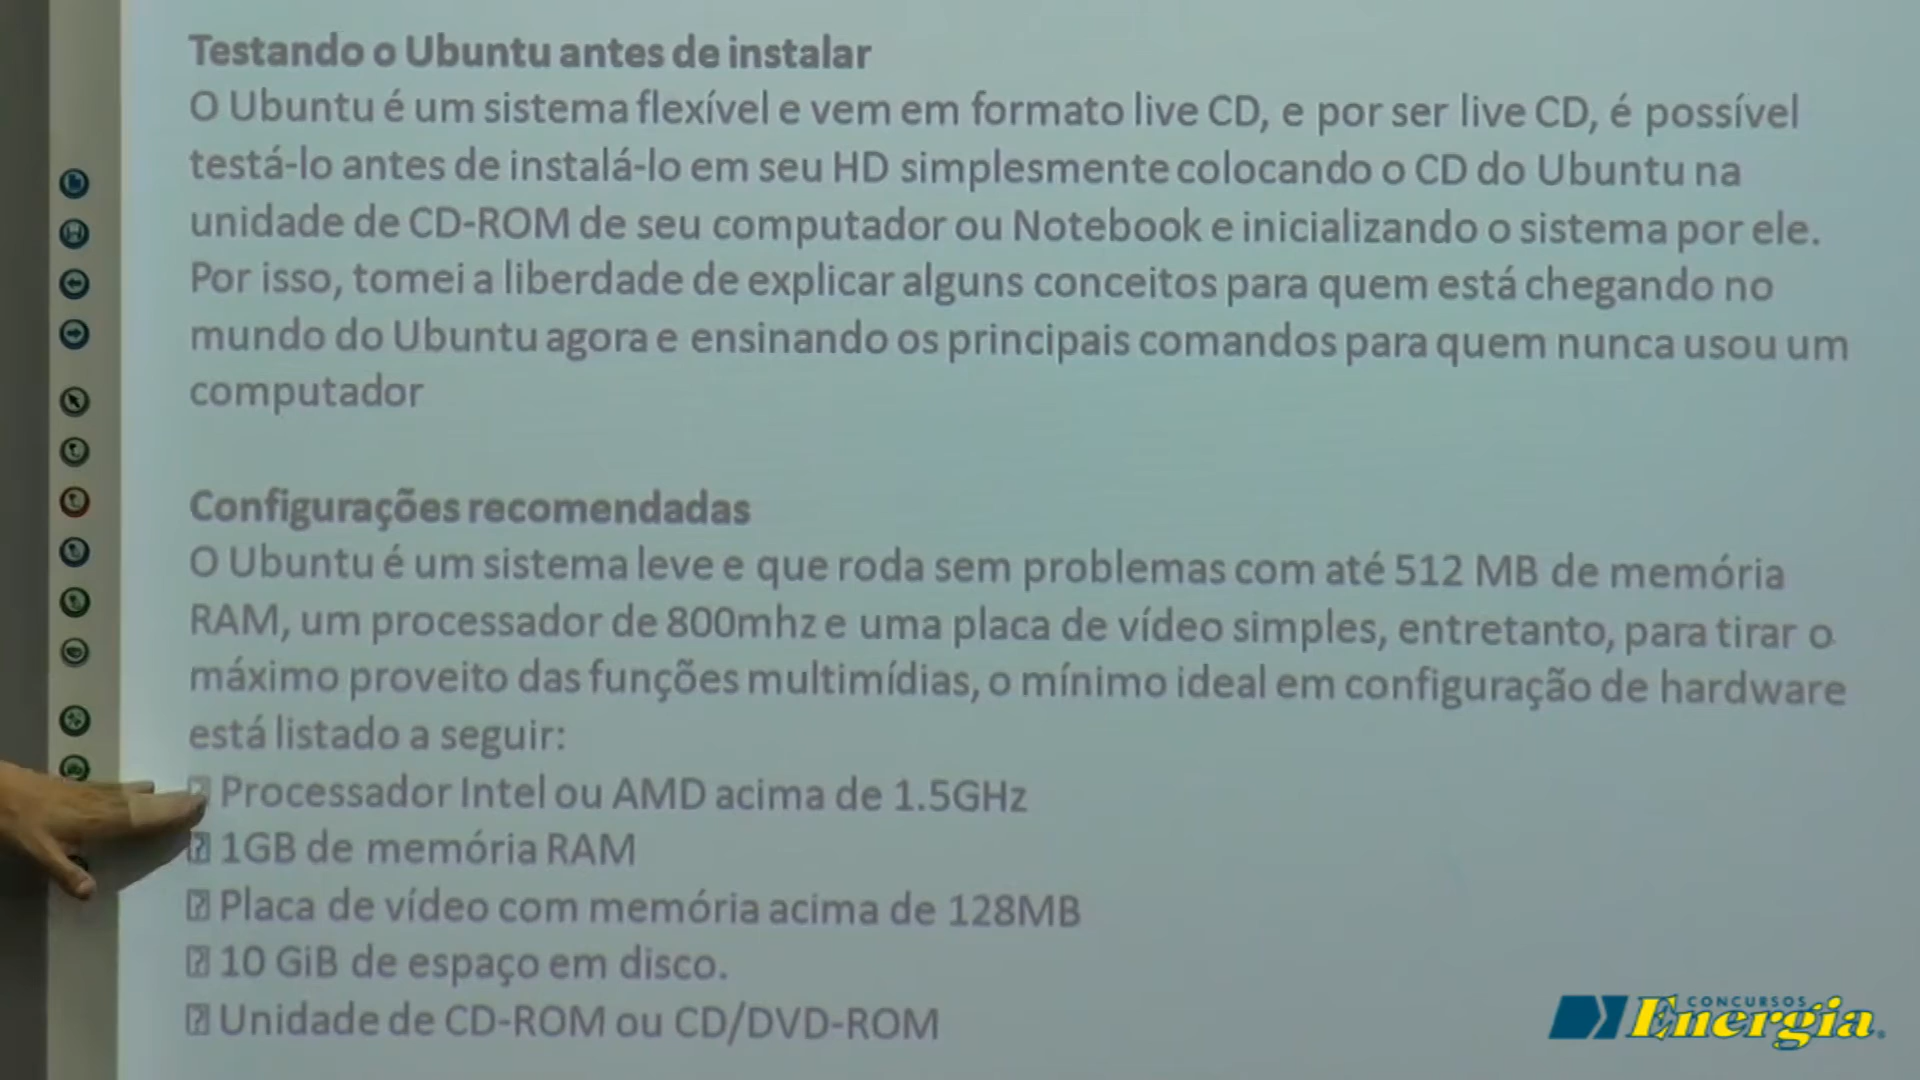 Testando o Ubuntu antes de instalar
O Ubuntu é um sistema flexível e vem em formato live CD, e por ser live CD, é possível
testá-lo antes de instalá-lo em seu HD simplesmente colocando o CD do Ubuntu na
unidade de CD-ROM de seu computador ou Notebook e inicializando o sistema por ele.
Por isso, tomei a liberdade de explicar alguns conceitos para quem está chegando no
mundo do Ubuntu agora e ensinando os principais comandos para quem nunca usou um
computador
Configurações recomendadas
O Ubuntu é um sistema leve e que roda sem problemas com até 512 MB de memória
RAM, um processador de 800mhz e uma placa de vídeo simples, entretanto, para tirar o
máximo proveito das funções multimídias, o mínimo ideal em configuração de hardware
está listado a seguir:
Processador Intel ou AMD acima de 1.5GHz
1GB de memória RAM
Placa de vídeo com memória acima de 128MB
10 GiB de espaço em disco.
Unidade de CD-ROM ou CD/DVD-ROM
CONCURSOS
Energia